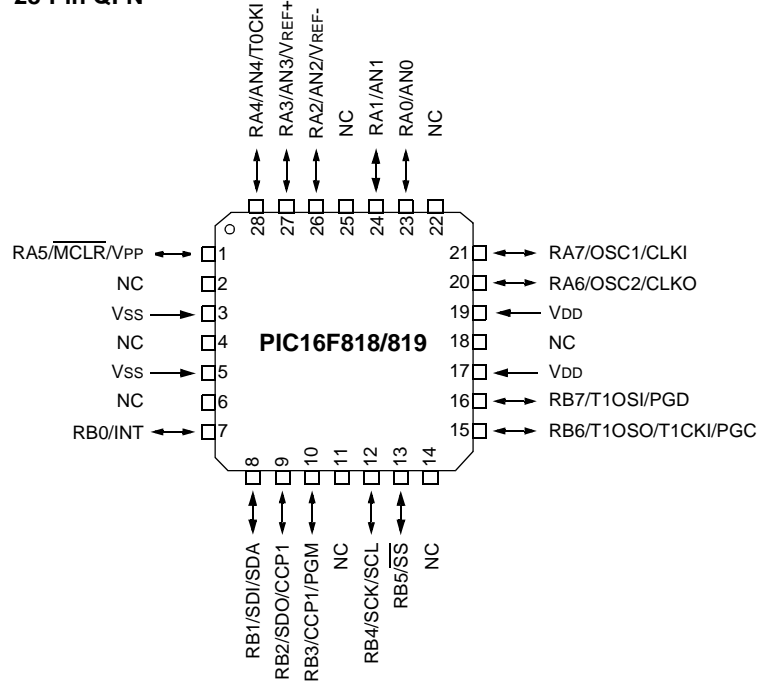 28-Pin QFN
RA4/AN4/T0CKI
RA3/AN3/VREF+
RA2/AN2/VREF-
NC
RA1/AN1
RA0/AN0
NC
28
27
26
25
24
23
22
RA5/MCLR/VPP 1
NC 2
VSS 3
NC 4
VSS 5
NC 6
RB0/INT 7
PIC16F818/819
21 RA7/OSC1/CLKI
20 RA6/OSC2/CLKO
19 VDD
18 NC
17 VDD
16 RB7/T1OSI/PGD
15 RB6/T1OSO/T1CKI/PGC
8
9
10
11
12
13
14
RB1/SDI/SDA
RB2/SDO/CCP1
RB3/CCP1/PGM
NC
RB4/SCK/SCL
RB5/SS
NC